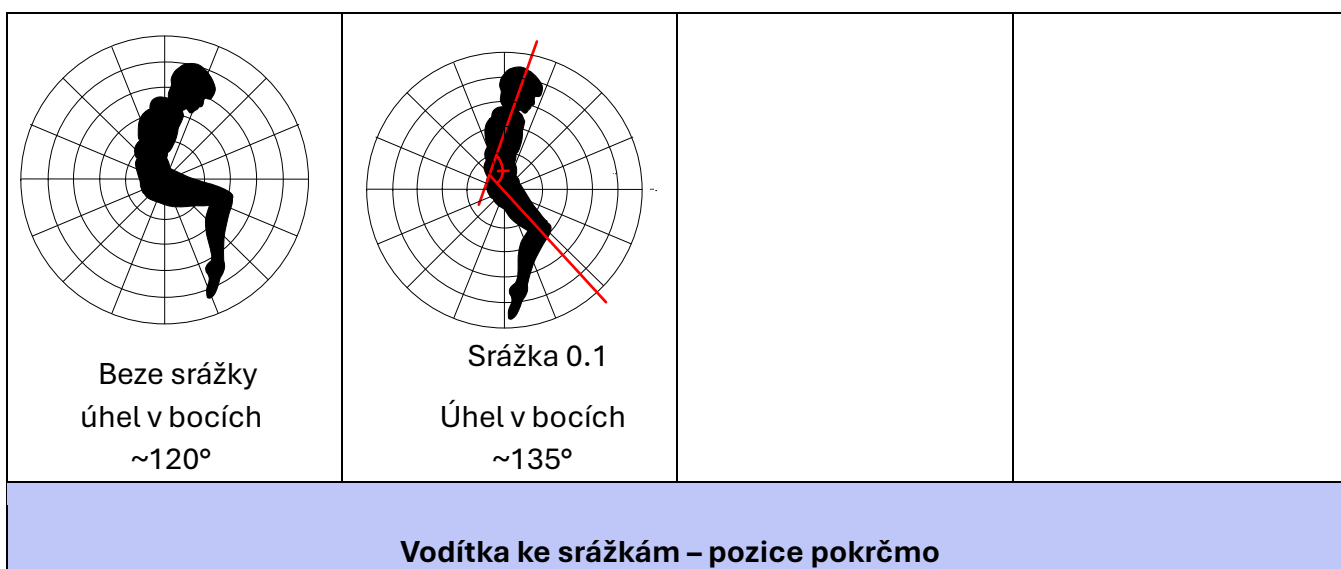 Beze srážky
úhel v bocích
~120°
Srážka 0.1
Úhel v bocích
~135°
Vodítka ke srážkám – pozice pokrčmo